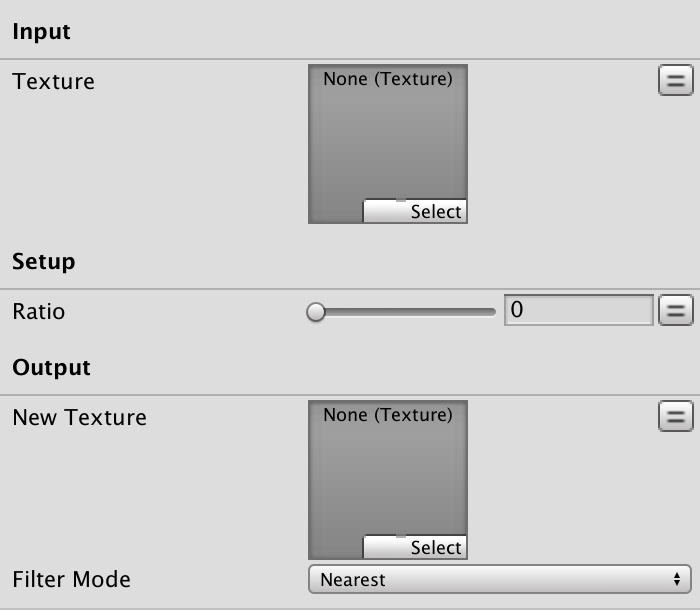 Input
Texture
None (Texture)
Select
Setup
Ratio
0
Output
New Texture
None (Texture)
Select
Filter Mode
Nearest